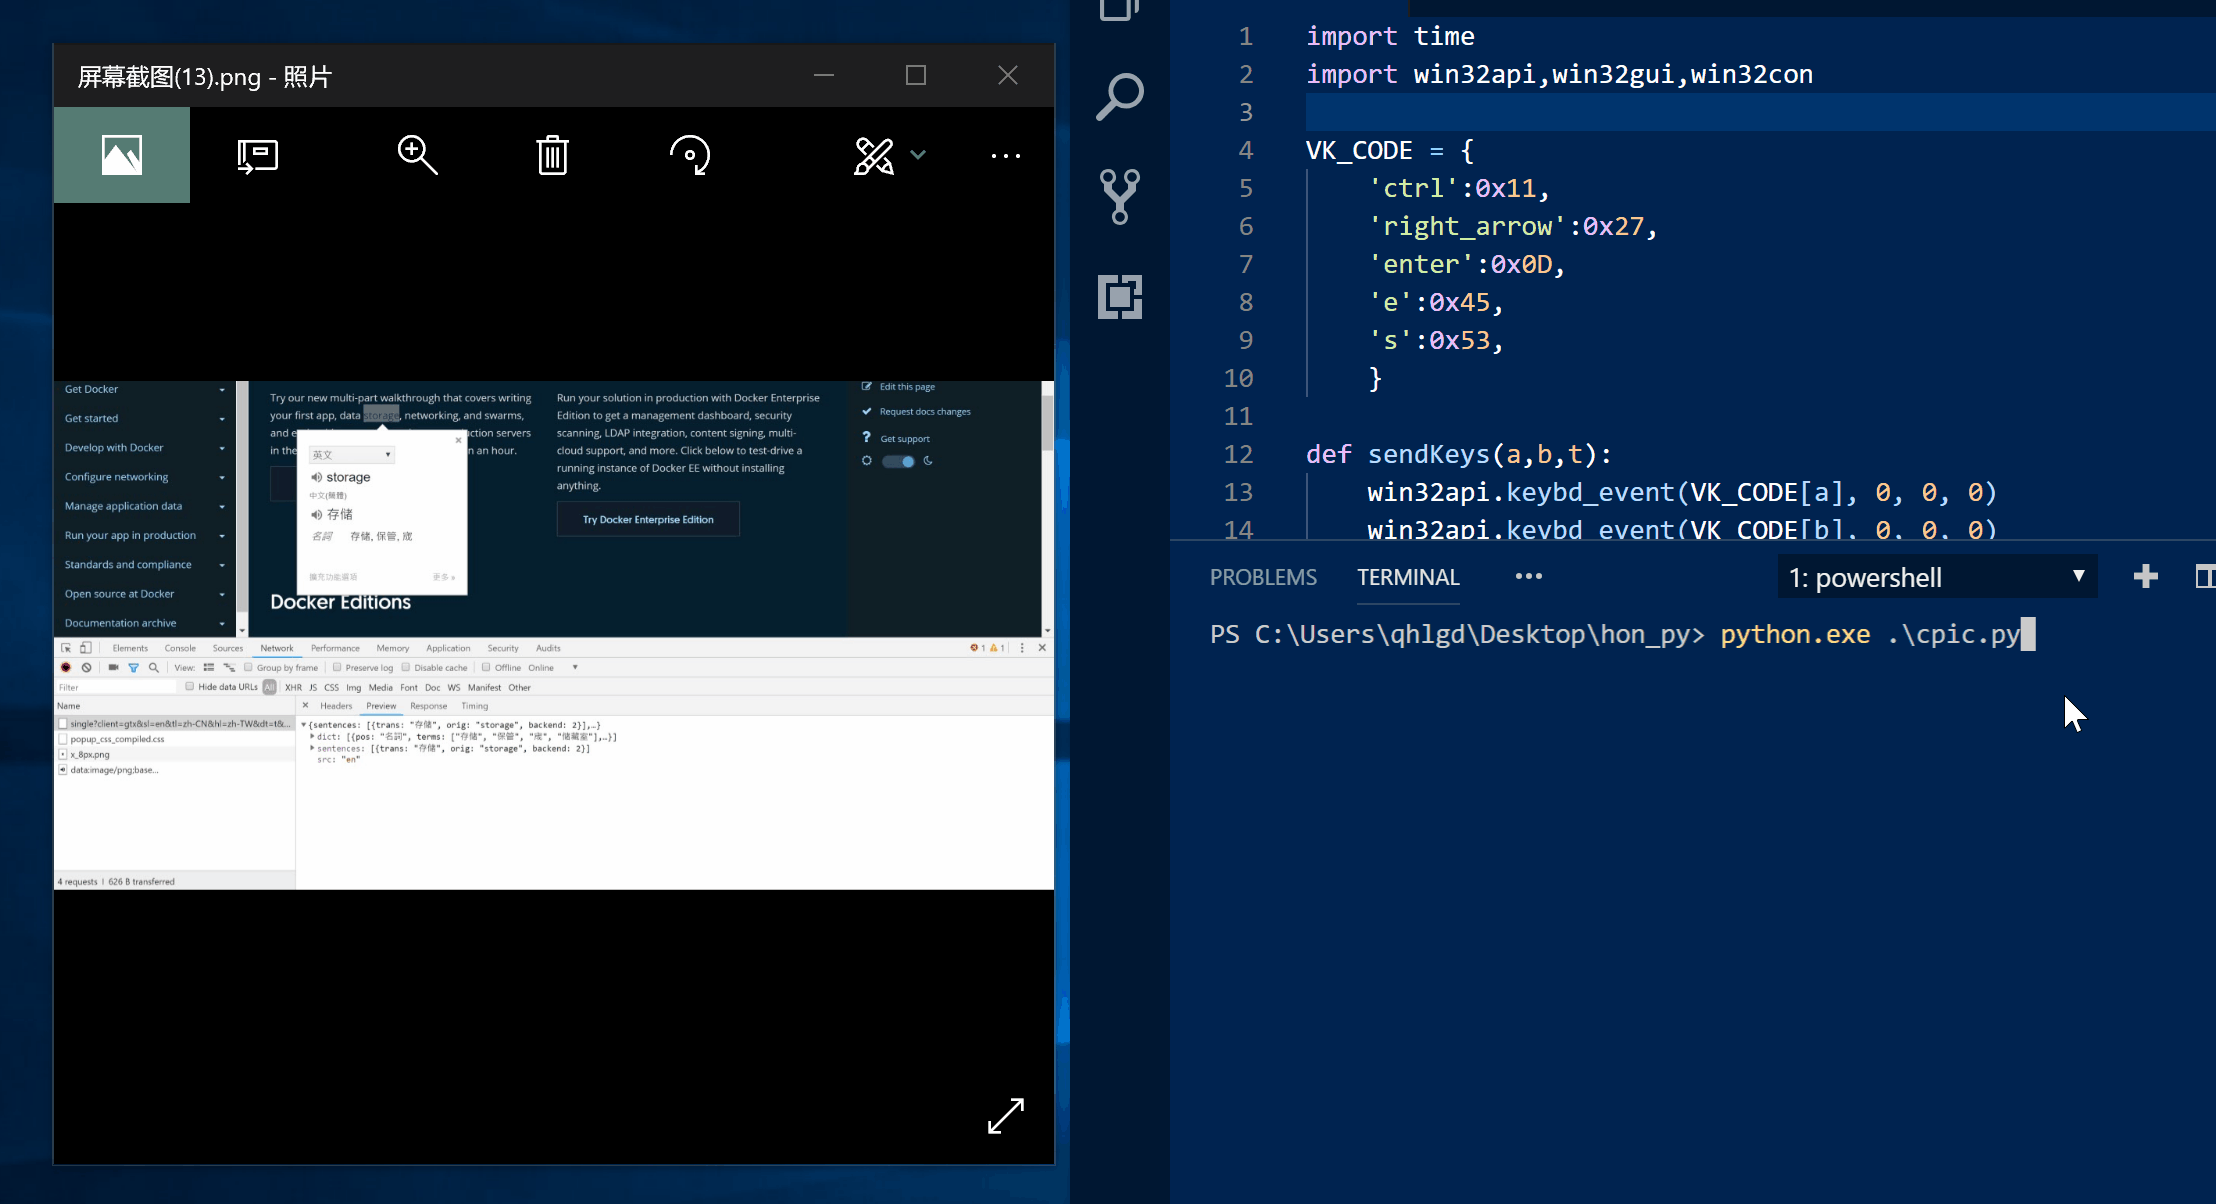 屏幕截图(13).png - 照片
Get Docker
Get started
Develop with Docker
Configure networking
Manage application data
Run your app in production
Standards and compliance
Open source at Docker
Documentation archive
Try our new multi-part walkthrough that covers writing
your first app, data storage, networking, and swarms,
and e ction servers
in the n an hour.
英文
storage
中文(簡體)
存储
名詞 存储, 保管, 庋
擴充功能選項 更多 »
Docker Editions
Run your solution in production with Docker Enterprise
Edition to get a management dashboard, security
scanning, LDAP integration, content signing, multi-
cloud support, and more. Click below to test-drive a
running instance of Docker EE without installing
anything.
Try Docker Enterprise Edition
Edit this page
Request docs changes
Get support
Elements Console Sources Network Performance Memory Application Security Audits 1 1
View: Group by frame Preserve log Disable cache Offline Online
Filter Hide data URLs All XHR JS CSS Img Media Font Doc WS Manifest Other
Name
single?client=gtx&sl=en&tl=zh-CN&hl=zh-TW&dt=t&...
popup_css_compiled.css
x_8px.png
data:image/png;base...
4 requests | 626 B transferred
Headers Preview Response Timing
{sentences: [{trans: "存储", orig: "storage", backend: 2}],…}
dict: [{pos: "名詞", terms: ["存储", "保管", "庋", "储藏室"],…}]
sentences: [{trans: "存储", orig: "storage", backend: 2}]
src: "en"
1 import time
2 import win32api,win32gui,win32con
3
4 VK_CODE = {
5 'ctrl':0x11,
6 'right_arrow':0x27,
7 'enter':0x0D,
8 'e':0x45,
9 's':0x53,
10 }
11
12 def sendKeys(a,b,t):
13 win32api.keybd_event(VK_CODE[a], 0, 0, 0)
14 win32api.keybd_event(VK_CODE[b], 0, 0, 0)
PROBLEMS TERMINAL ••• 1: powershell
PS C:\Users\qhlgd\Desktop\hon_py> python.exe .\cpic.py